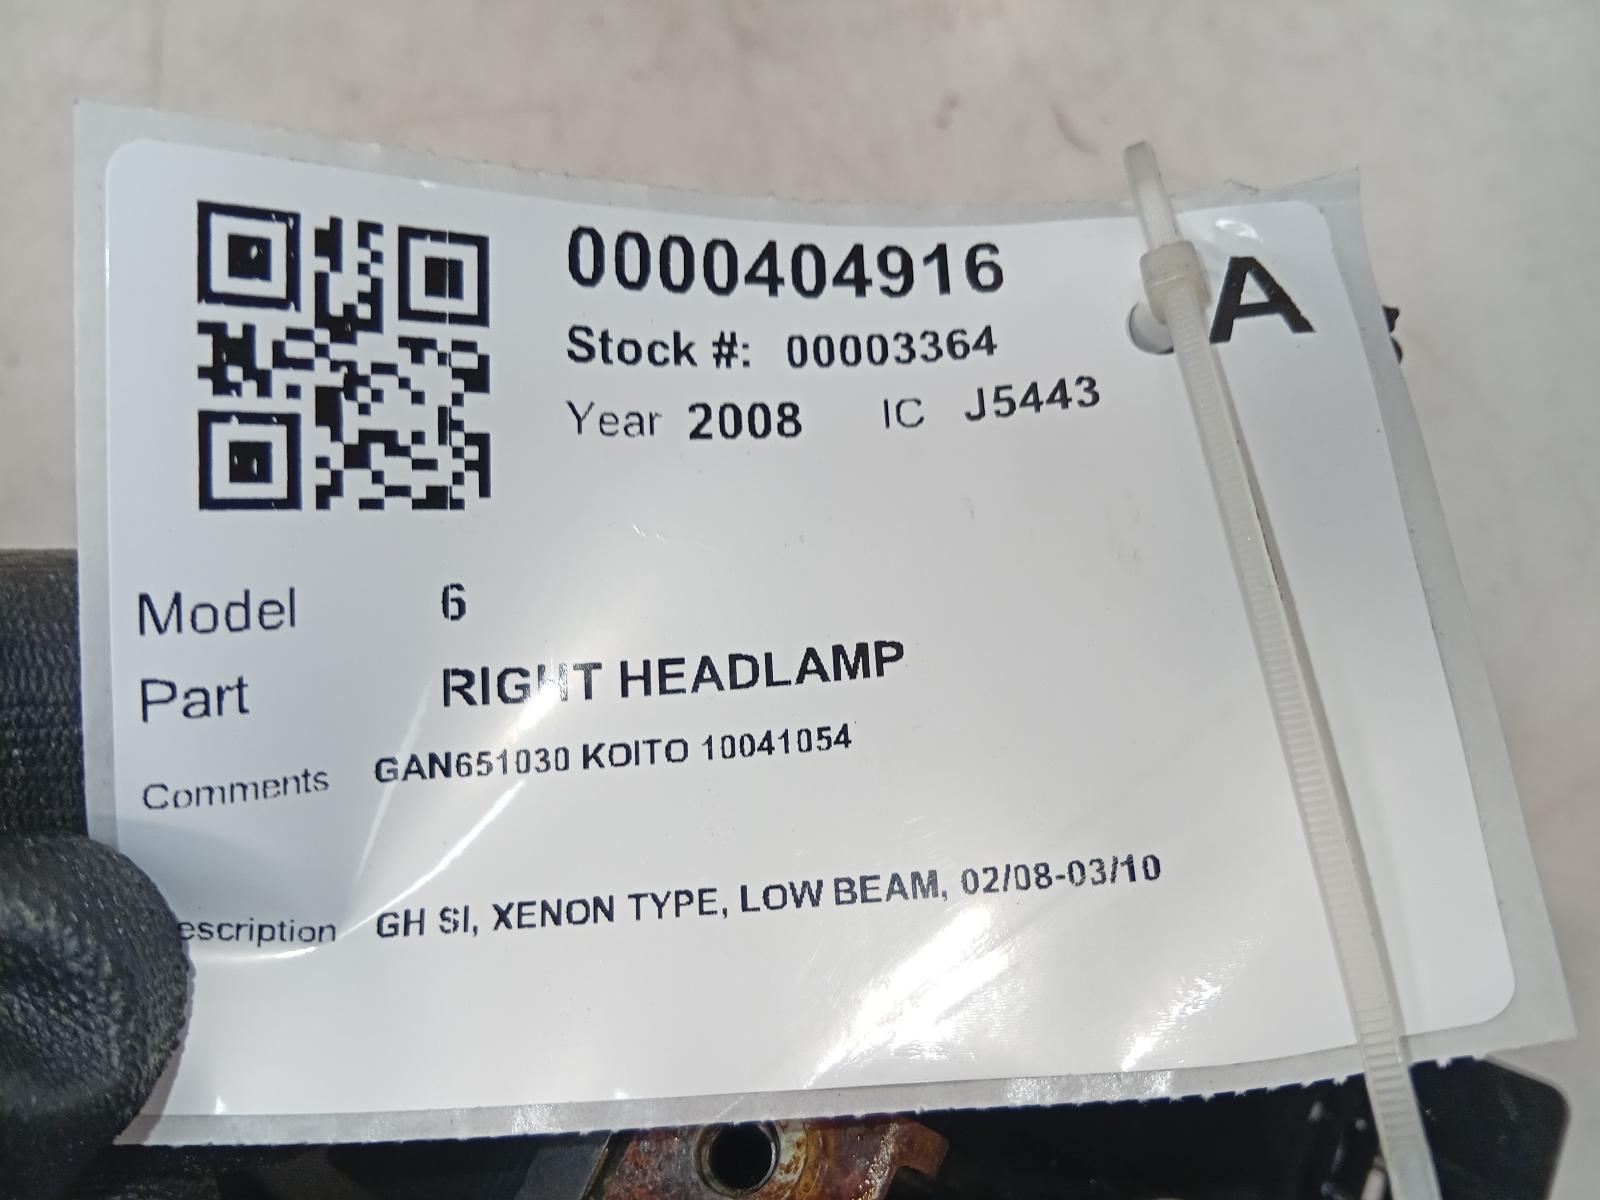 0000404916
A
Stock #: 00003364
Year 2008 IC J5443
Model 6
Part RIGHT HEADLAMP
Comments GAN651030 KOITO 10041054
escription GH SI, XENON TYPE, LOW BEAM, 02/08-03/10